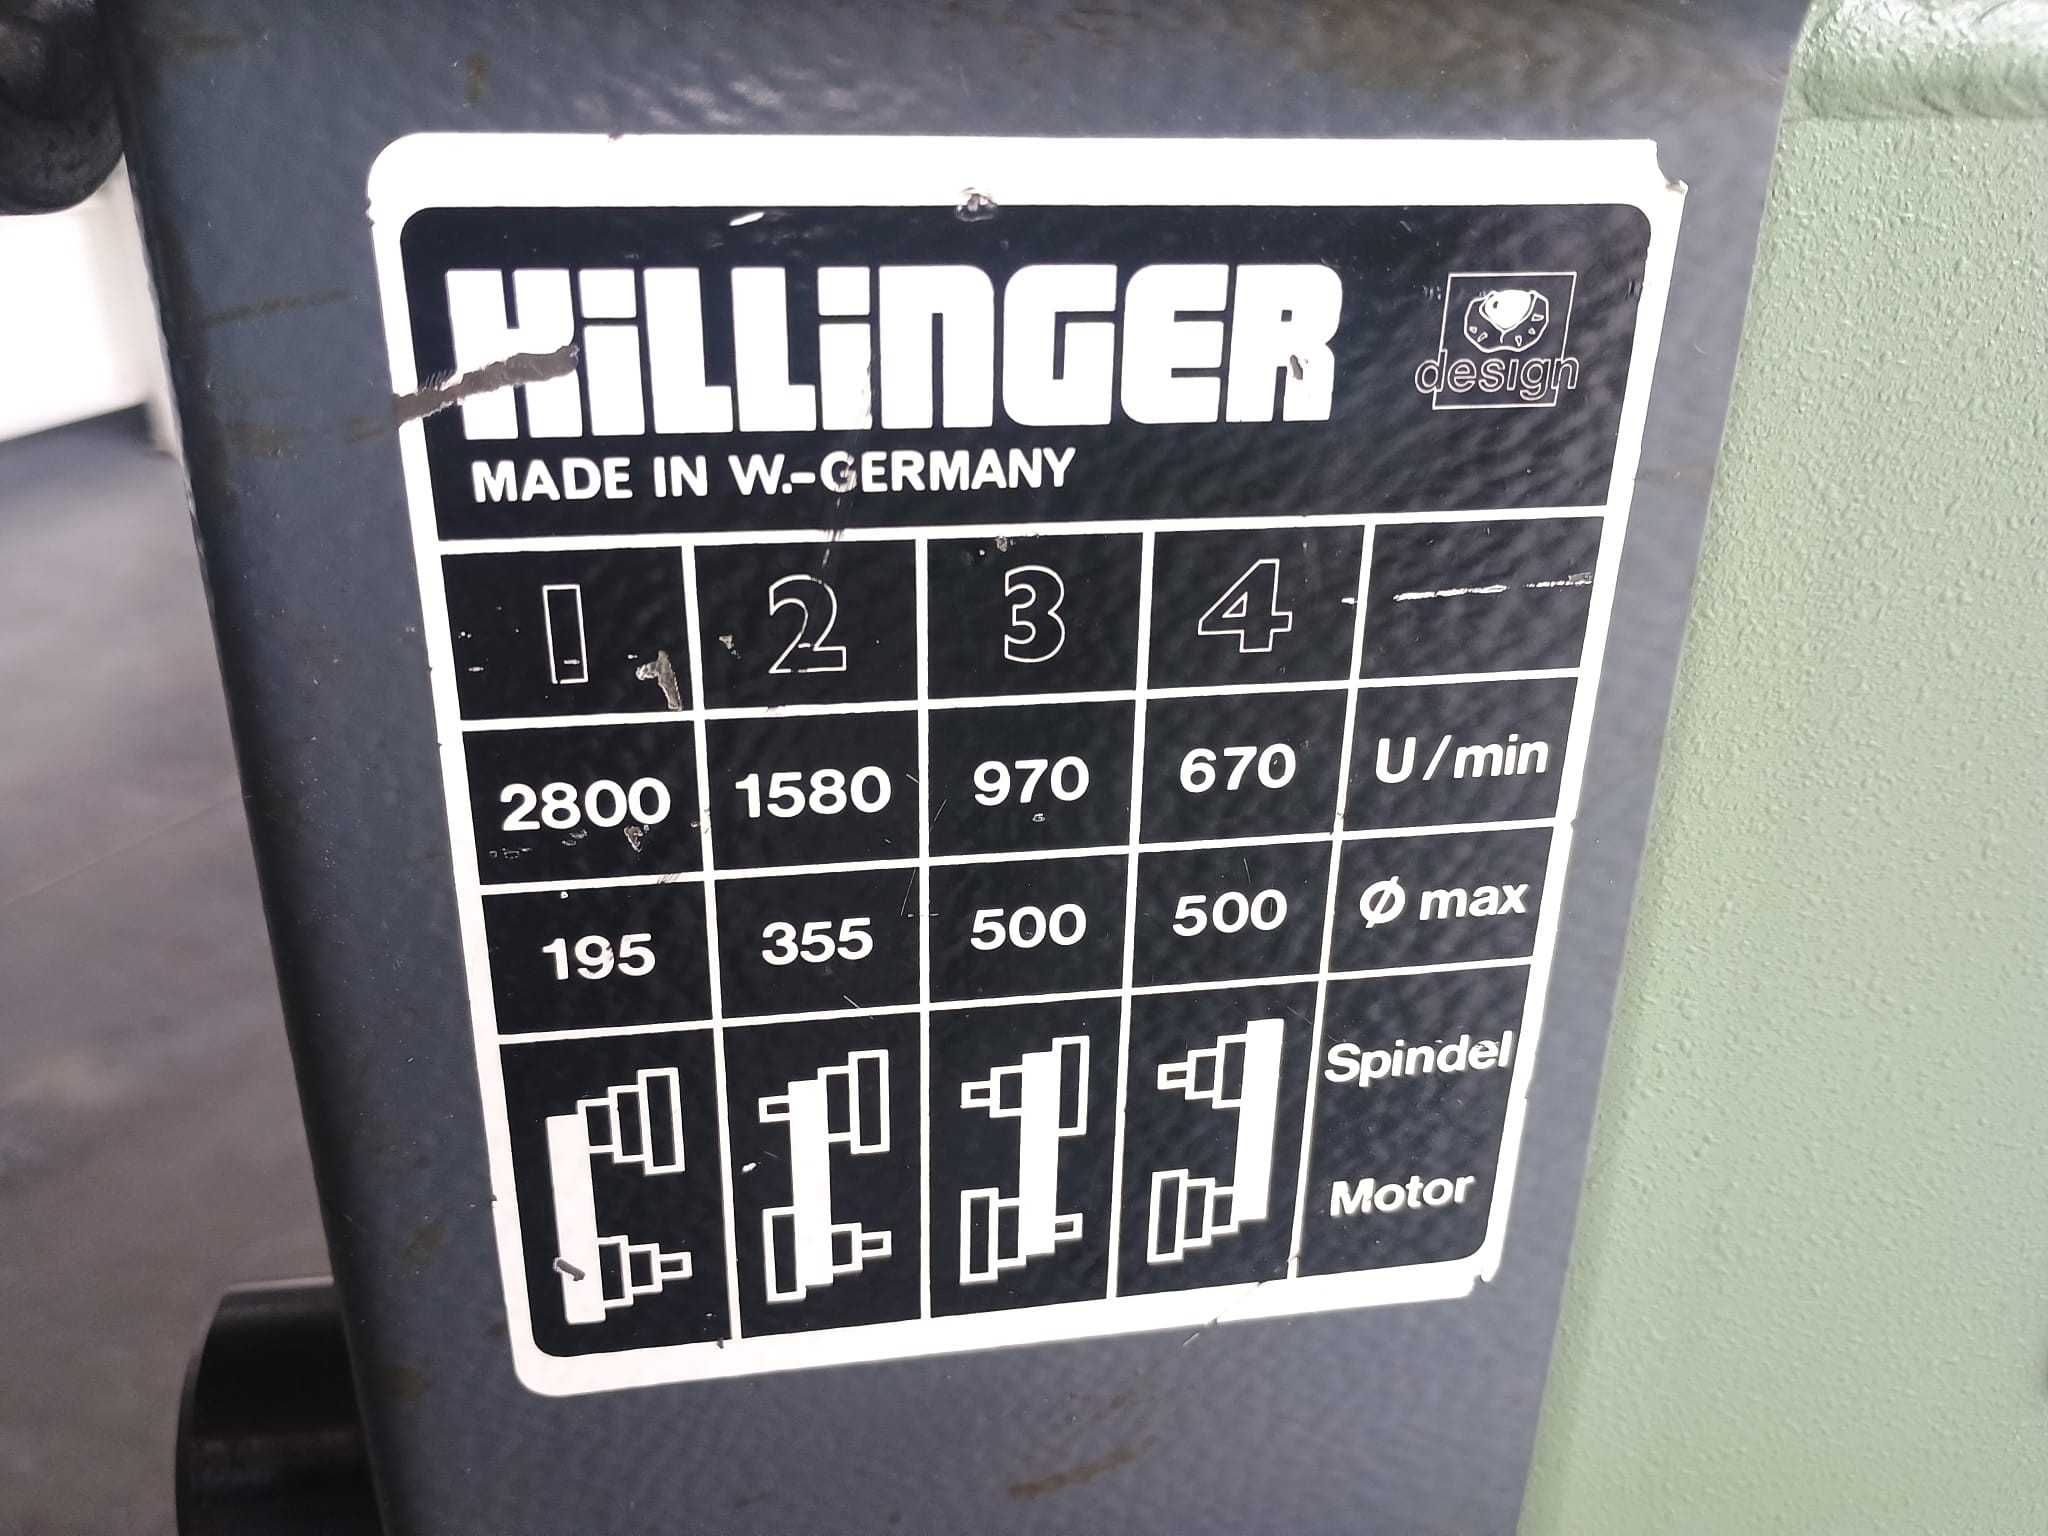 KiLLinGER
design
MADE IN W.-GERMANY
1 2 3 4
2800 1580 970 670 U/min
195 355 500 500 Ø max
Spindel
Motor